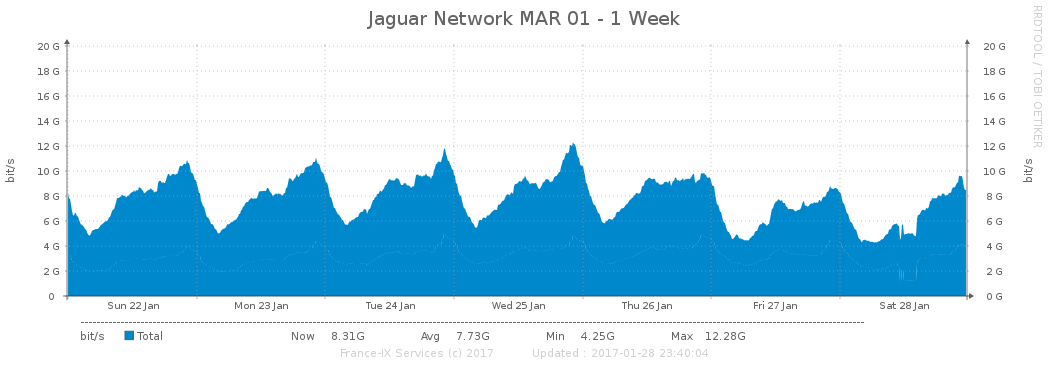 Jaguar Network MAR 01 - 1 Week
RRDTOOL / TOBI OETIKER
bit/s
bit/s
20 G 20 G
18 G 18 G
16 G 16 G
14 G 14 G
12 G 12 G
10 G 10 G
8 G 8 G
6 G 6 G
4 G 4 G
2 G 2 G
0 0 G
Sun 22 Jan Mon 23 Jan Tue 24 Jan Wed 25 Jan Thu 26 Jan Fri 27 Jan Sat 28 Jan
bit/s Total Now 8.31G Avg 7.73G Min 4.25G Max 12.28G
France-IX Services (c) 2017 Updated : 2017-01-28 23:40:04